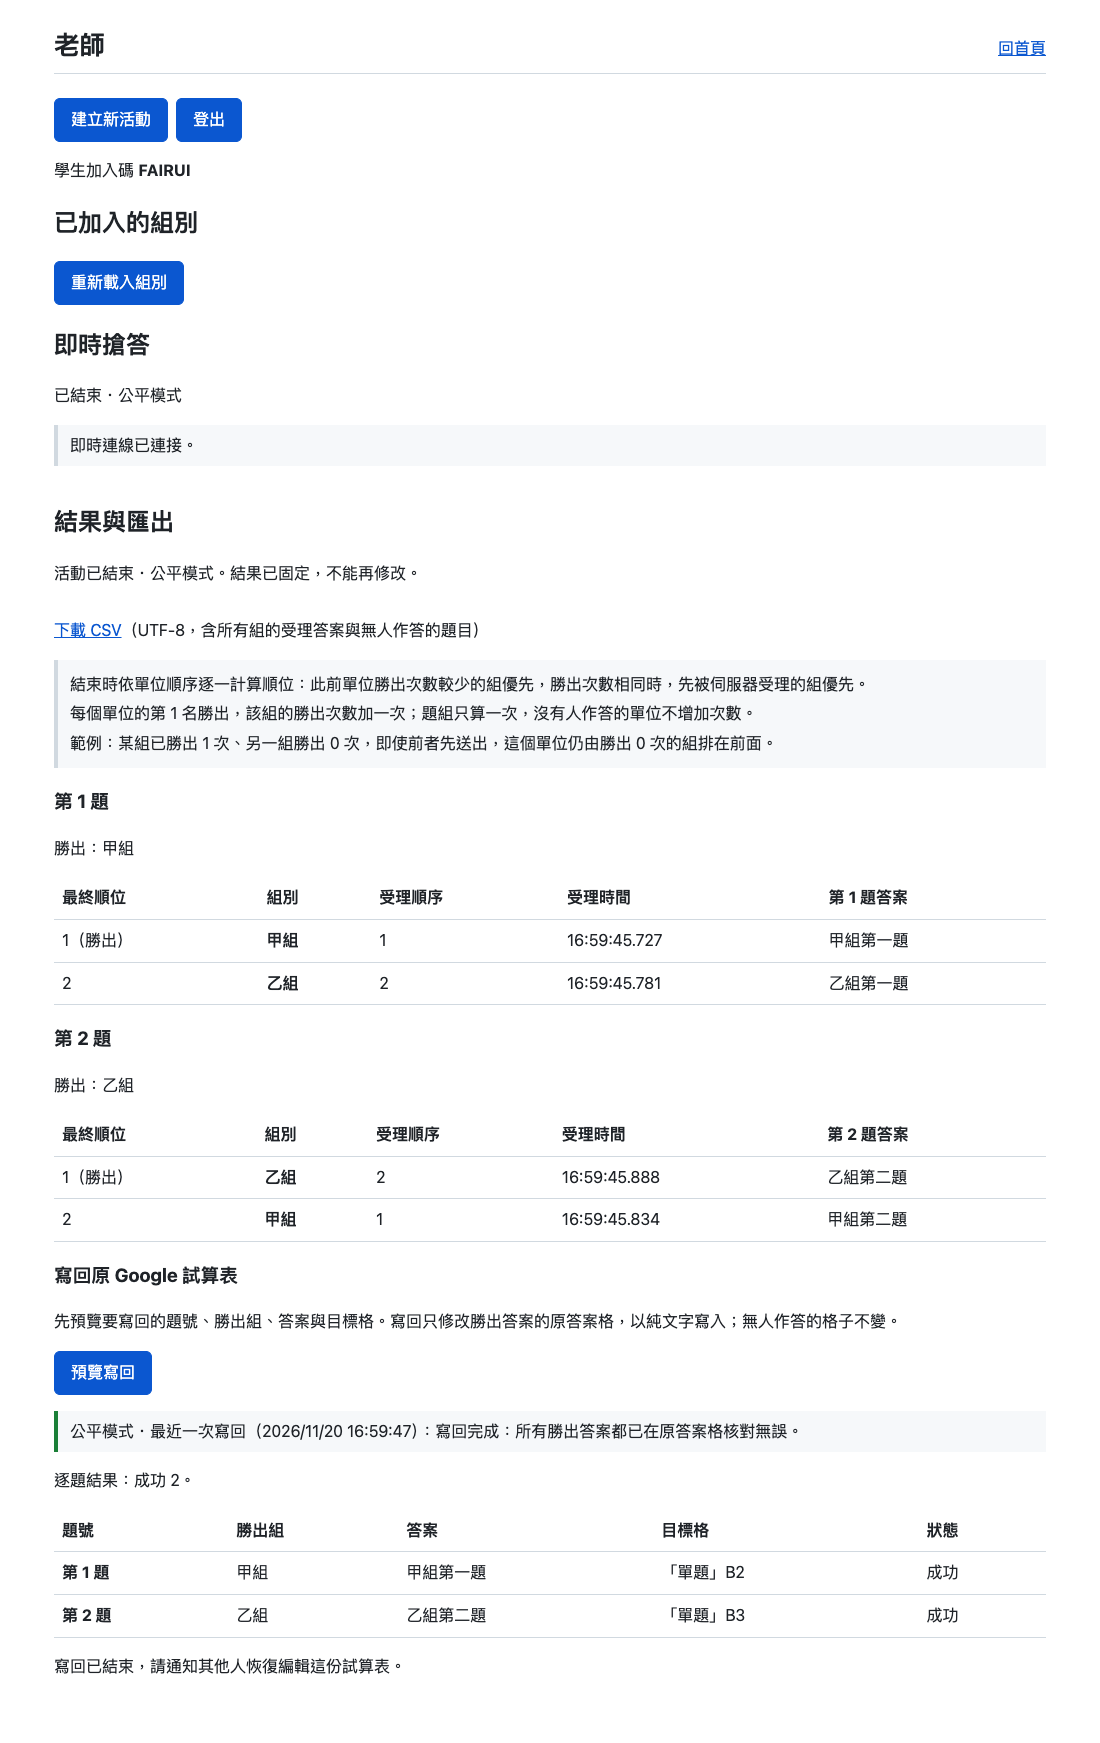 老師
回首頁
建立新活動
登出
學生加入碼 FAIRUI
已加入的組別
重新載入組別
即時搶答
已結束・公平模式
即時連線已連接。
結果與匯出
活動已結束・公平模式。結果已固定，不能再修改。
下載 CSV（UTF-8，含所有組的受理答案與無人作答的題目）
結束時依單位順序逐一計算順位：此前單位勝出次數較少的組優先，勝出次數相同時，先被伺服器受理的組優先。
每個單位的第 1 名勝出，該組的勝出次數加一次；題組只算一次，沒有人作答的單位不增加次數。
範例：某組已勝出 1 次、另一組勝出 0 次，即使前者先送出，這個單位仍由勝出 0 次的組排在前面。
第 1 題
勝出：甲組
最終順位 組別 受理順序 受理時間 第 1 題答案
1（勝出） 甲組 1 16:59:45.727 甲組第一題
2 乙組 2 16:59:45.781 乙組第一題
第 2 題
勝出：乙組
最終順位 組別 受理順序 受理時間 第 2 題答案
1（勝出） 乙組 2 16:59:45.888 乙組第二題
2 甲組 1 16:59:45.834 甲組第二題
寫回原 Google 試算表
先預覽要寫回的題號、勝出組、答案與目標格。寫回只修改勝出答案的原答案格，以純文字寫入；無人作答的格子不變。
預覽寫回
公平模式・最近一次寫回（2026/11/20 16:59:47）：寫回完成：所有勝出答案都已在原答案格核對無誤。
逐題結果：成功 2。
題號 勝出組 答案 目標格 狀態
第 1 題 甲組 甲組第一題 「單題」B2 成功
第 2 題 乙組 乙組第二題 「單題」B3 成功
寫回已結束，請通知其他人恢復編輯這份試算表。